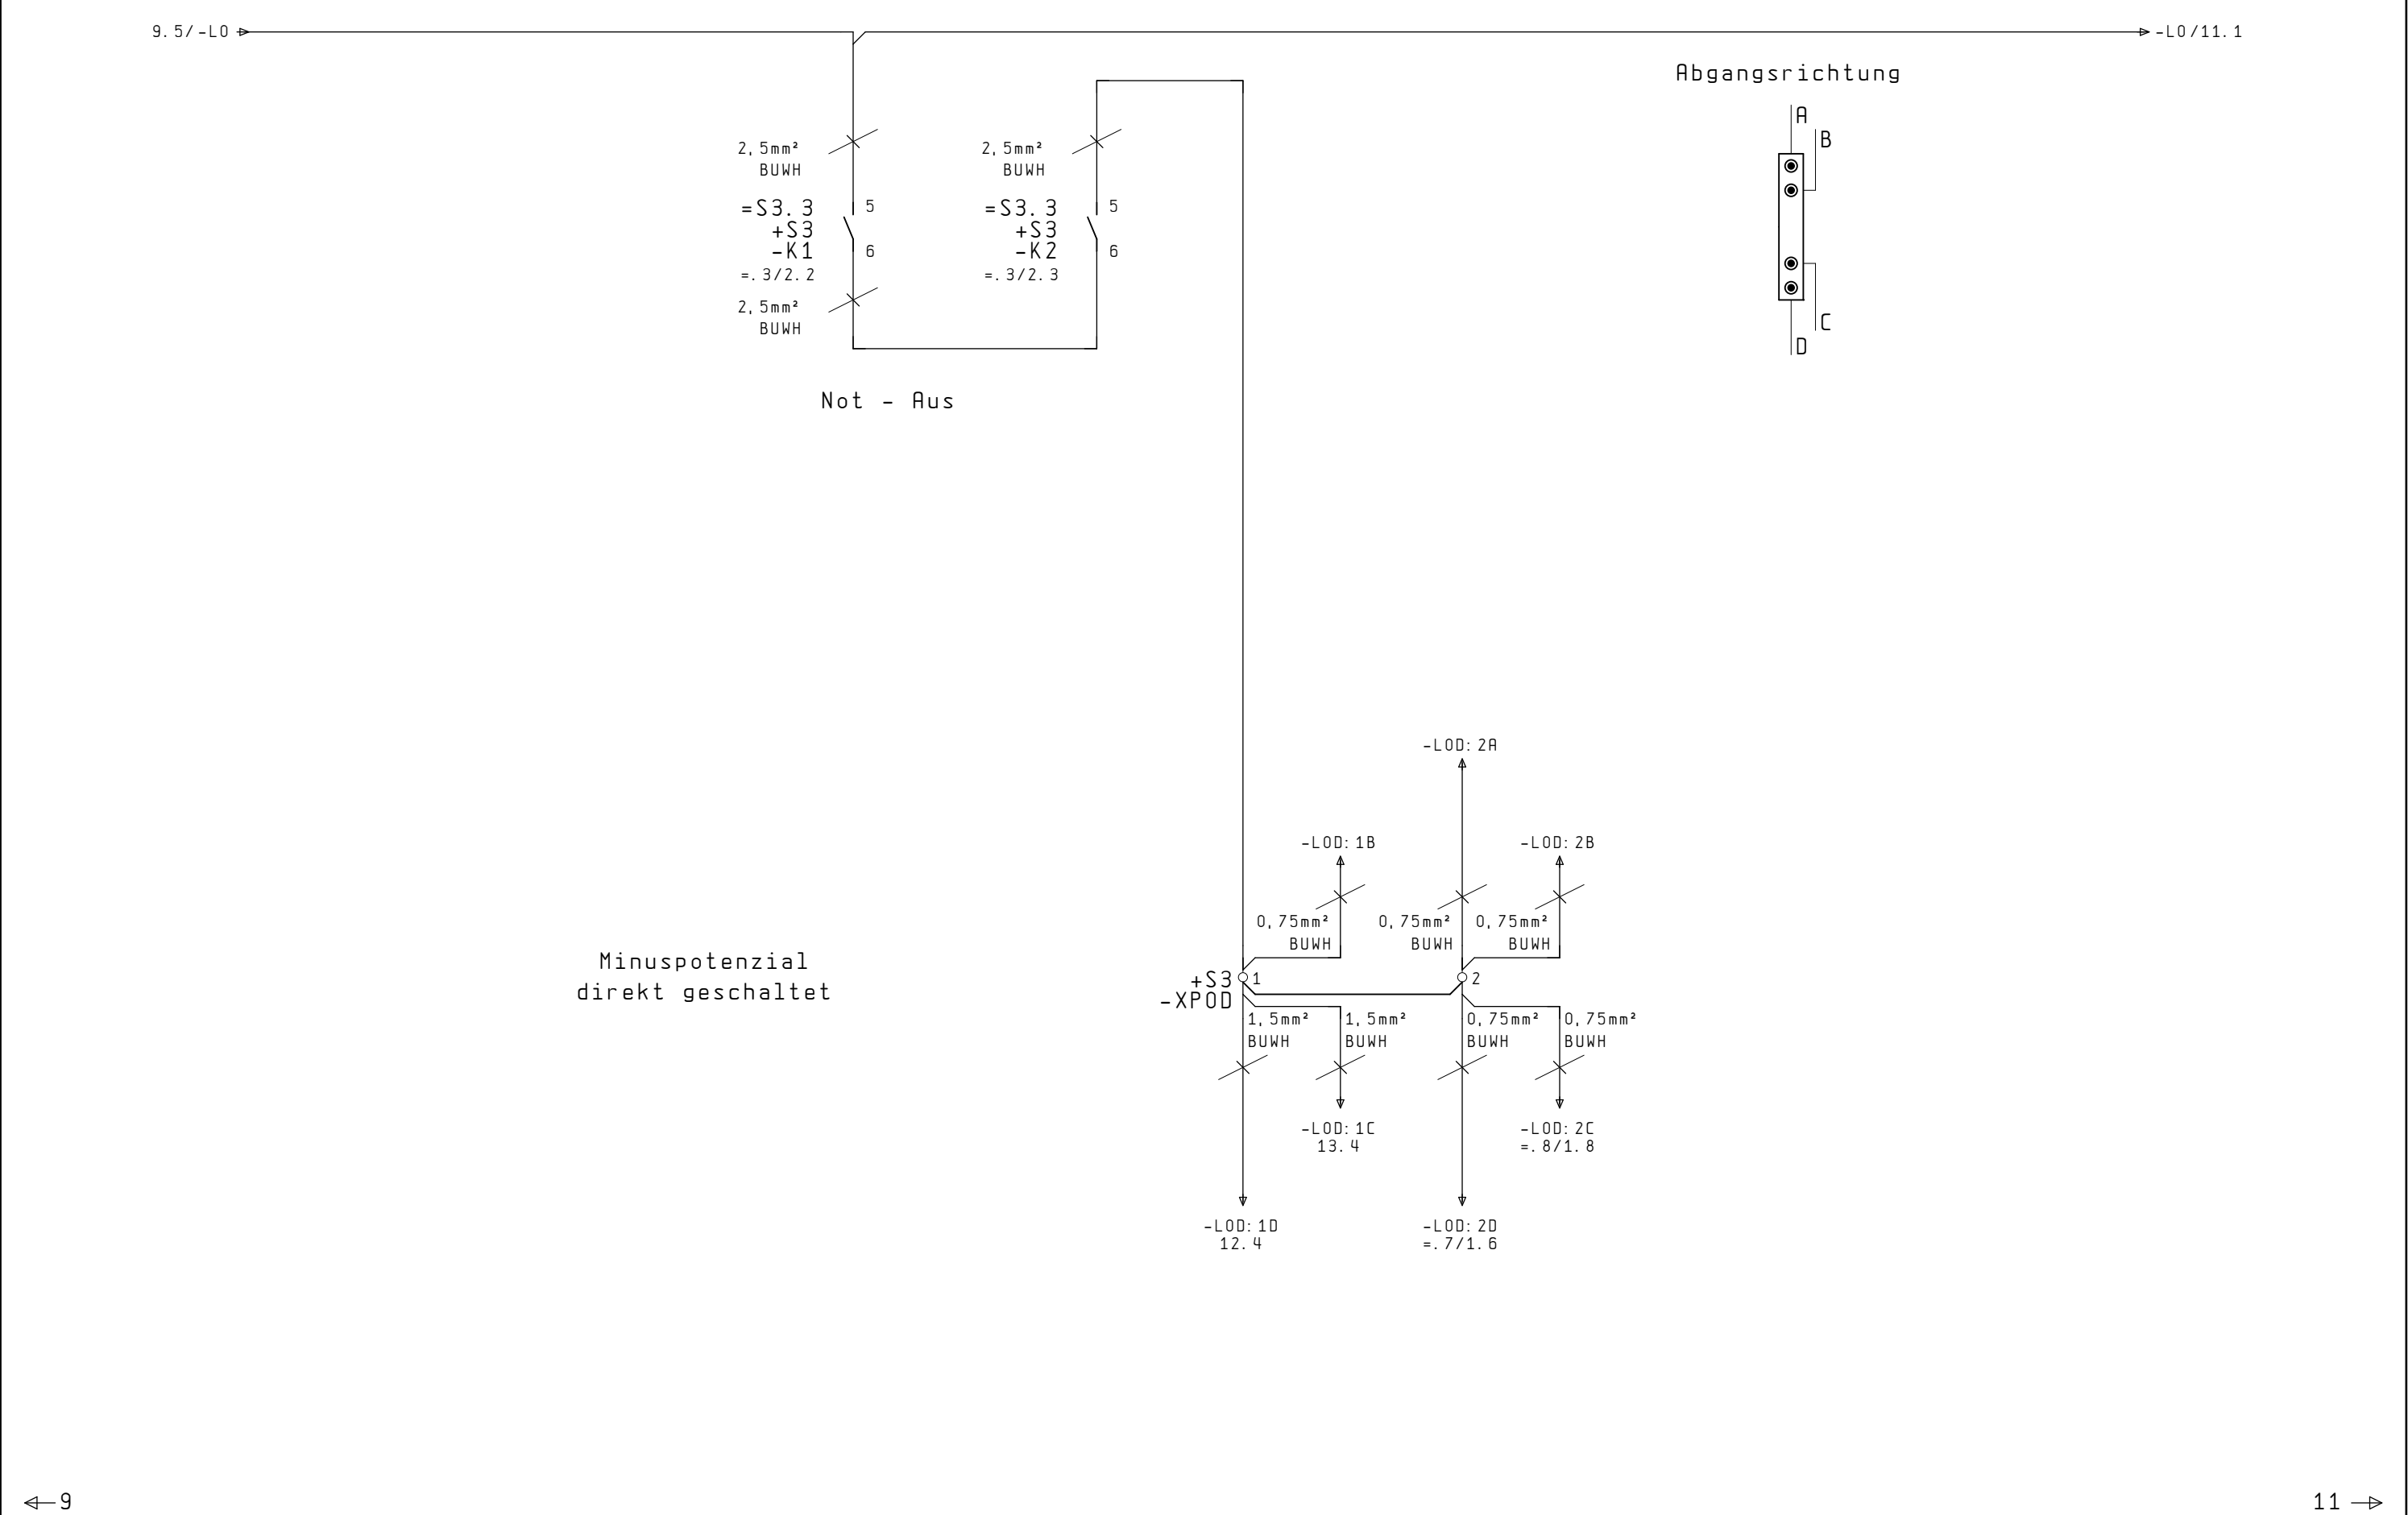 9.5/-L0
-L0/11.1
Abgangsrichtung
A
B
C
D
2,5mm²
BUWH
=S3.3
+S3
-K1
=.3/2.2
5
6
2,5mm²
BUWH
2,5mm²
BUWH
=S3.3
+S3
-K2
=.3/2.3
5
6
Not - Aus
-L0D:2A
-L0D:1B
-L0D:2B
0,75mm²
BUWH
0,75mm²
BUWH
0,75mm²
BUWH
Minuspotenzial
direkt geschaltet
+S3
-XP0D
1
2
1,5mm²
BUWH
1,5mm²
BUWH
0,75mm²
BUWH
0,75mm²
BUWH
-L0D:1C
13.4
-L0D:2C
=.8/1.8
-L0D:1D
12.4
-L0D:2D
=.7/1.6
9
11